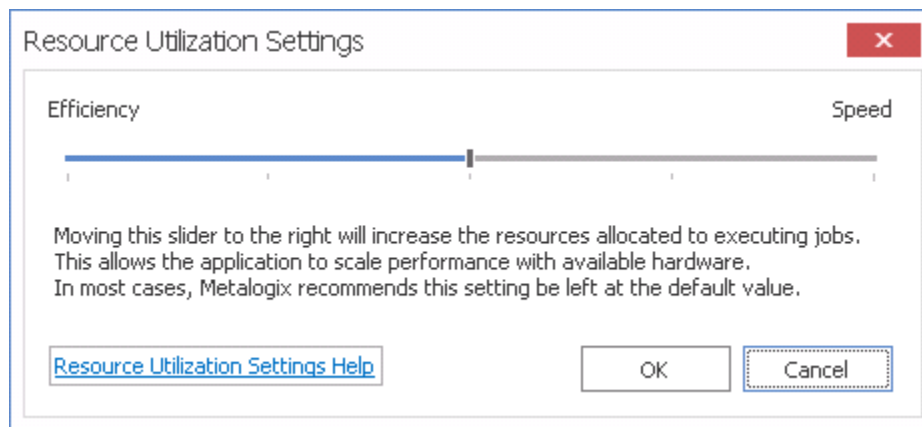 Resource Utilization Settings
Efficiency
Speed
Moving this slider to the right will increase the resources allocated to executing jobs.
This allows the application to scale performance with available hardware.
In most cases, Metalogix recommends this setting be left at the default value.
Resource Utilization Settings Help
OK
Cancel